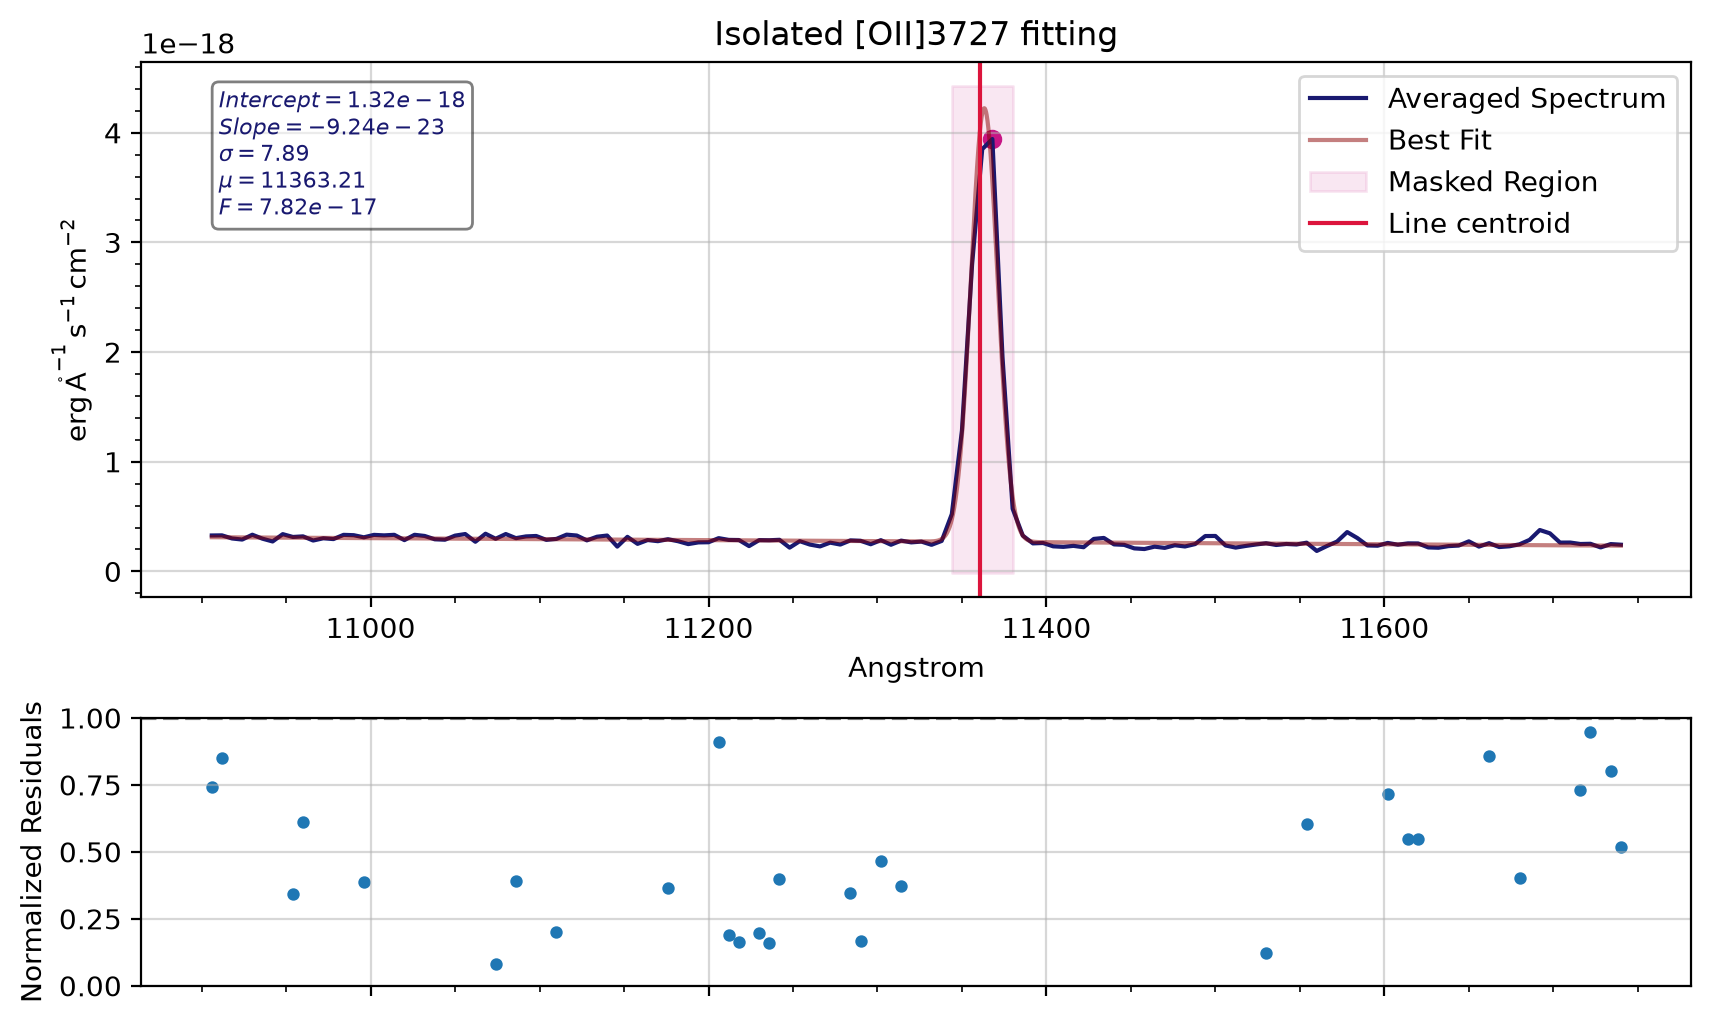 Isolated [OII]3727 fitting
1e−18
Intercept = 1.32e − 18
Slope = −9.24e − 23
σ = 7.89
μ = 11363.21
F = 7.82e − 17
Averaged Spectrum
Best Fit
Masked Region
Line centroid
erg Å⁻¹ s⁻¹ cm⁻²
4
3
2
1
0
11000 11200 11400 11600
Angstrom
Normalized Residuals
1.00
0.75
0.50
0.25
0.00